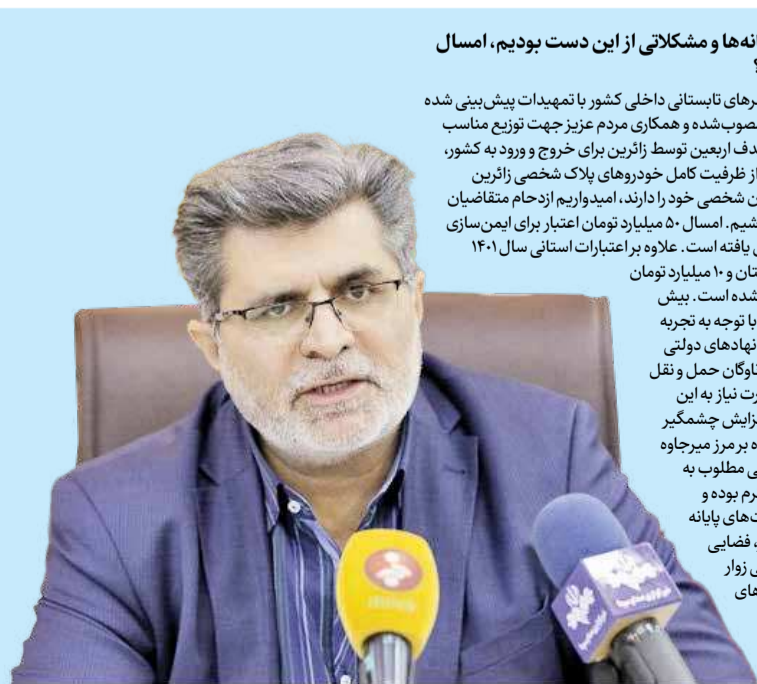 نه‌ها و مشکلاتی از این دست بودیم، امسال
؟
رهای تابستانی داخلی کشور با تمهیدات پیش‌بینی شده
صوب‌شده و همکاری مردم عزیز جهت توزیع مناسب
دف اربعین توسط زائرین برای خروج و ورود به کشور،
از ظرفیت کامل خودروهای پلاک شخصی زائرین
ن شخصی خود را دارند، امیدواریم ازدحام متقاضیان
شیم. امسال ۵۰ میلیارد تومان اعتبار برای ایمن‌سازی
یافته است. علاوه بر اعتبارات استانی سال ۱۴۰۱
تان و ۱۰ میلیارد تومان
شده است. بیش
با توجه به تجربه
نهادهای دولتی
ناوگان حمل و نقل
رت نیاز به این
زایش چشمگیر
ه بر مرز میرجاوه
ی مطلوب به
رم بوده و
ت‌های پایانه
، فضایی
ی زوار
های